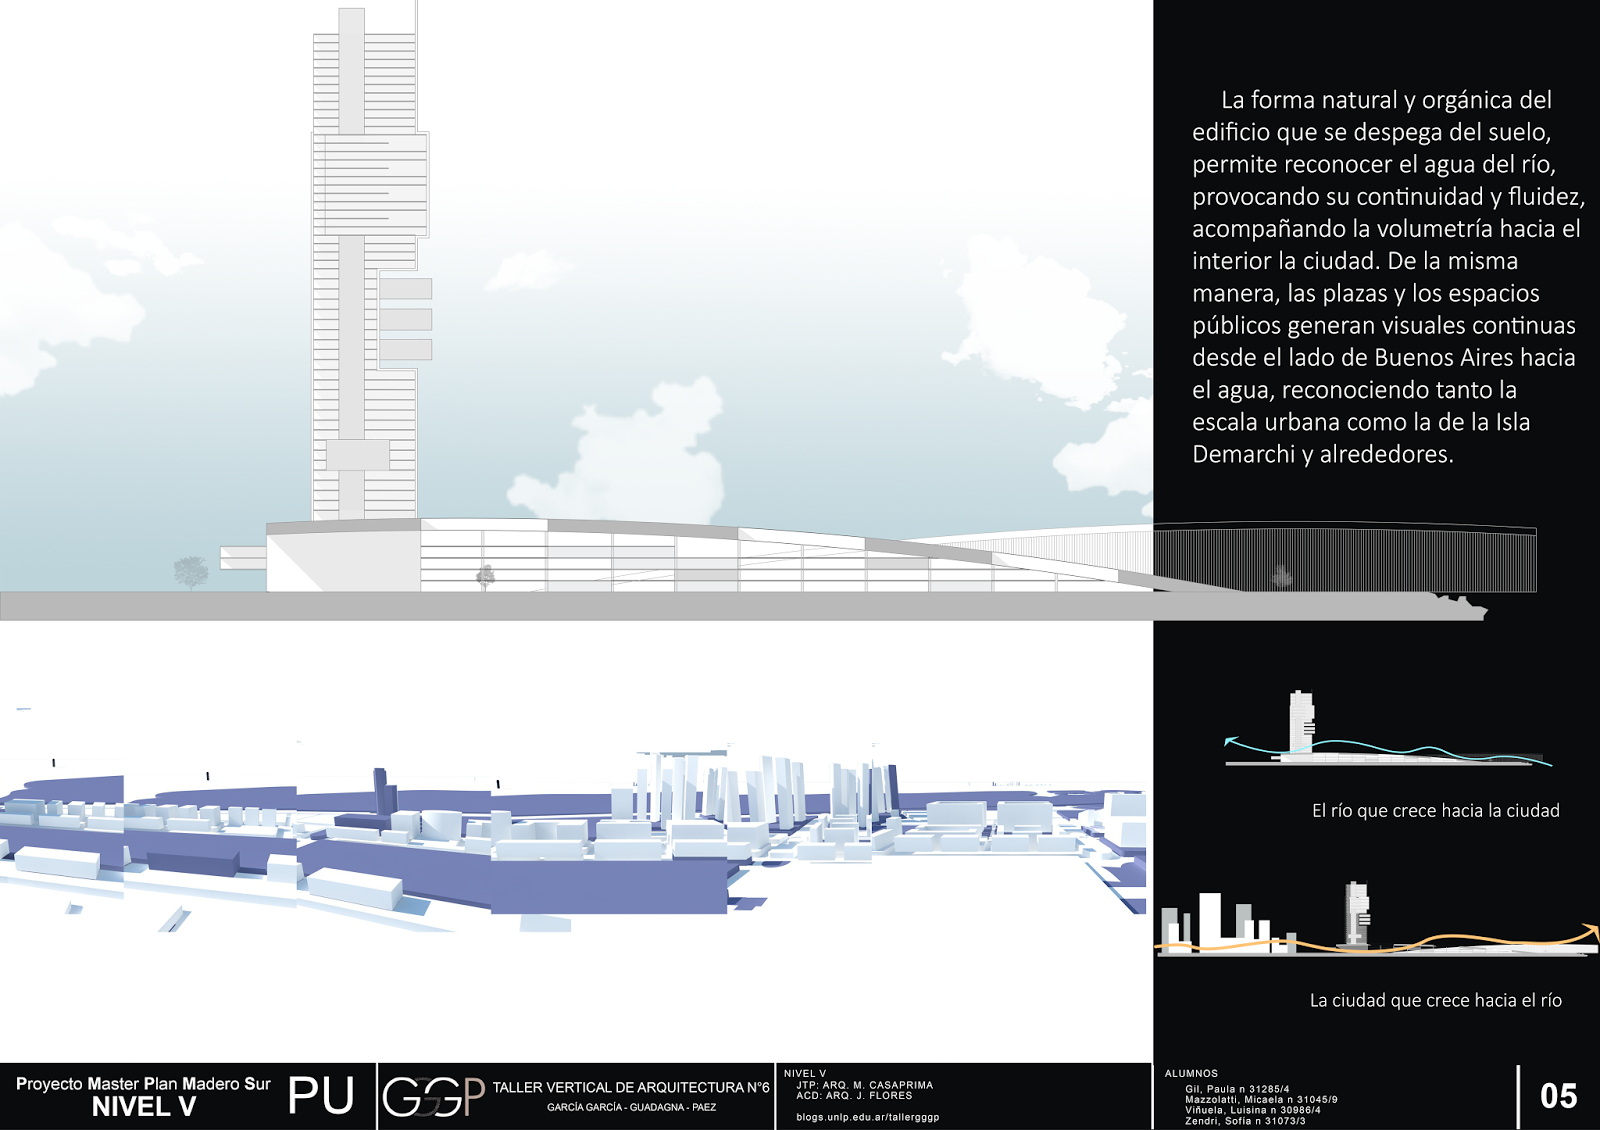 La forma natural y orgánica del
edificio que se despega del suelo,
permite reconocer el agua del río,
provocando su continuidad y fluidez,
acompañando la volumetría hacia el
interior la ciudad. De la misma
manera, las plazas y los espacios
públicos generan visuales continuas
desde el lado de Buenos Aires hacia
el agua, reconociendo tanto la
escala urbana como la de la Isla
Demarchi y alrededores.
El río que crece hacia la ciudad
La ciudad que crece hacia el río
Proyecto Master Plan Madero Sur
NIVEL V
PU
GGGP
TALLER VERTICAL DE ARQUITECTURA N°6
GARCÍA GARCÍA - GUADAGNA - PAEZ
NIVEL V
JTP: ARQ. M. CASAPRIMA
ACD: ARQ. J. FLORES
blogs.unlp.edu.ar/tallergggp
ALUMNOS
Gil, Paula n 31285/4
Mazzolatti, Micaela n 31045/9
Viñuela, Luisina n 30986/4
Zendri, Sofía n 31073/3
05